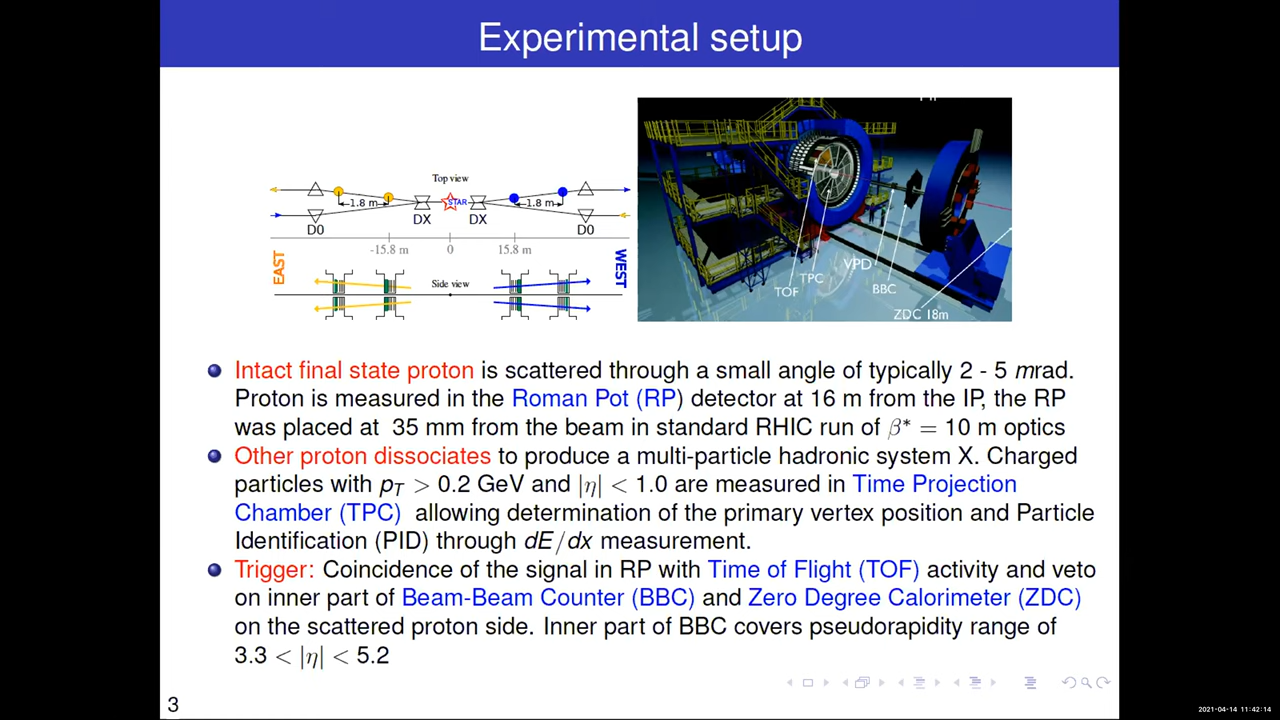 Experimental setup
Top view
1.8 m
STAR
1.8 m
D0
DX
DX
D0
-15.8 m
0
15.8 m
EAST
WEST
Side view
TOF
TPC
VPD
BBC
ZDC 18m
Intact final state proton is scattered through a small angle of typically 2 - 5 mrad.
Proton is measured in the Roman Pot (RP) detector at 16 m from the IP, the RP
was placed at 35 mm from the beam in standard RHIC run of β* = 10 m optics
Other proton dissociates to produce a multi-particle hadronic system X. Charged
particles with pT > 0.2 GeV and |η| < 1.0 are measured in Time Projection
Chamber (TPC) allowing determination of the primary vertex position and Particle
Identification (PID) through dE/dx measurement.
Trigger: Coincidence of the signal in RP with Time of Flight (TOF) activity and veto
on inner part of Beam-Beam Counter (BBC) and Zero Degree Calorimeter (ZDC)
on the scattered proton side. Inner part of BBC covers pseudorapidity range of
3.3 < |η| < 5.2
3
2021-04-14 11:42:14